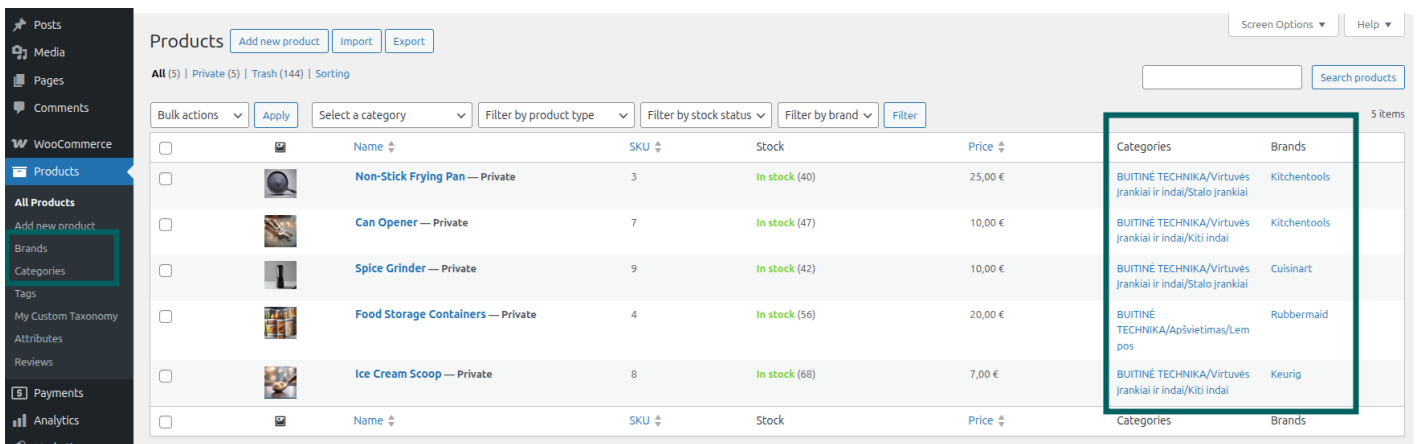 Posts
Media
Pages
Comments
WooCommerce
Products
All Products
Add new product
Brands
Categories
Tags
My Custom Taxonomy
Attributes
Reviews
Payments
Analytics
Screen Options ▼ Help ▼
Products Add new product Import Export
All (5) | Private (5) | Trash (144) | Sorting
Search products
Bulk actions Apply Select a category Filter by product type Filter by stock status Filter by brand Filter 5 items
Name SKU Stock Price Categories Brands
Non-Stick Frying Pan — Private 3 In stock (40) 25,00 € BUITINĖ TECHNIKA/Virtuvės Kitchentools
įrankiai ir indai/Stalo įrankiai
Can Opener — Private 7 In stock (47) 10,00 € BUITINĖ TECHNIKA/Virtuvės Kitchentools
įrankiai ir indai/Kiti indai
Spice Grinder — Private 9 In stock (42) 10,00 € BUITINĖ TECHNIKA/Virtuvės Cuisinart
įrankiai ir indai/Stalo įrankiai
Food Storage Containers — Private 4 In stock (56) 20,00 € BUITINĖ Rubbermaid
TECHNIKA/Apšvietimas/Lem
pos
Ice Cream Scoop — Private 8 In stock (68) 7,00 € BUITINĖ TECHNIKA/Virtuvės Keurig
įrankiai ir indai/Kiti indai
Name SKU Stock Price Categories Brands